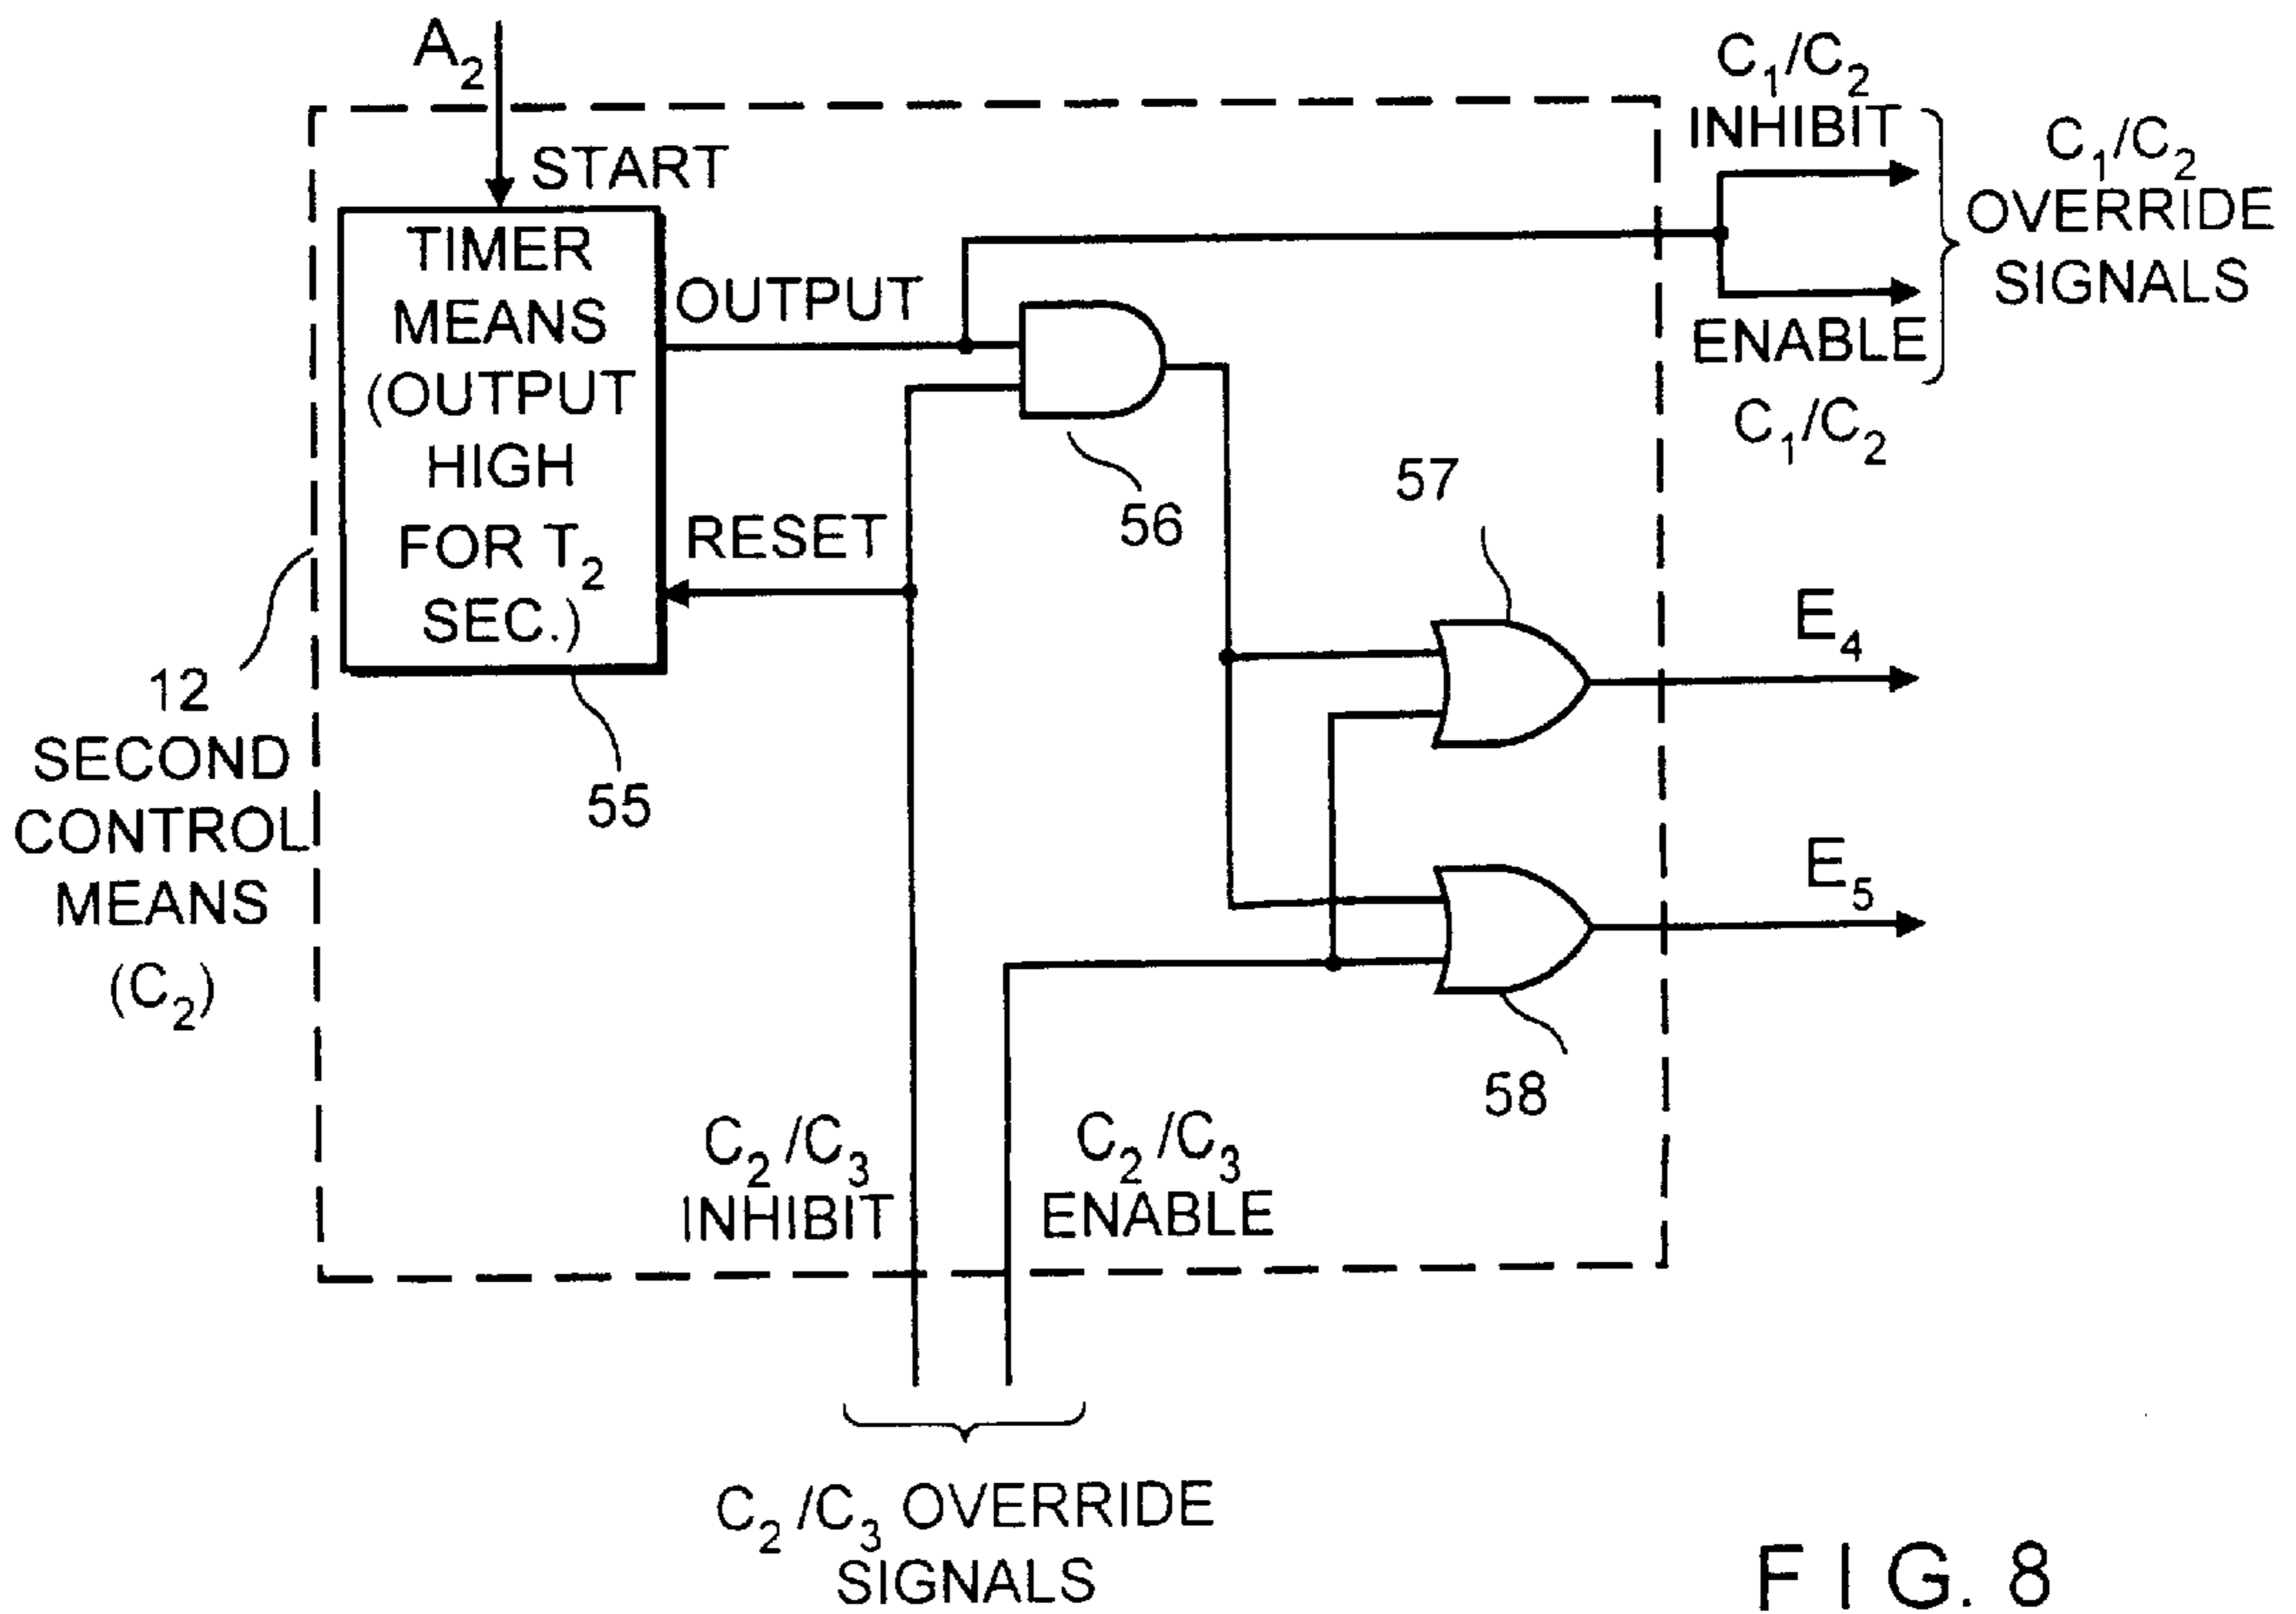 A2
START
TIMER
MEANS
(OUTPUT
HIGH
FOR T2
SEC.)
OUTPUT
RESET
C1/C2
INHIBIT
ENABLE
C1/C2
C1/C2
OVERRIDE
SIGNALS
56
57
E4
12
SECOND
CONTROL
MEANS
(C2)
55
E5
58
C2/C3
INHIBIT
C2/C3
ENABLE
C2/C3 OVERRIDE
SIGNALS
FIG. 8